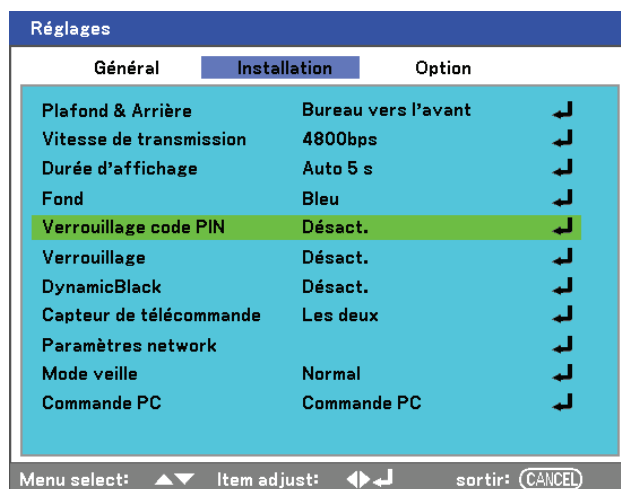 Réglages
Général Installation Option
Plafond & Arrière Bureau vers l'avant
Vitesse de transmission 4800bps
Durée d'affichage Auto 5 s
Fond Bleu
Verrouillage code PIN Désact.
Verrouillage Désact.
DynamicBlack Désact.
Capteur de télécommande Les deux
Paramètres network
Mode veille Normal
Commande PC Commande PC
Menu select: ▲▼ Item adjust: ◀▶↵ sortir: CANCEL